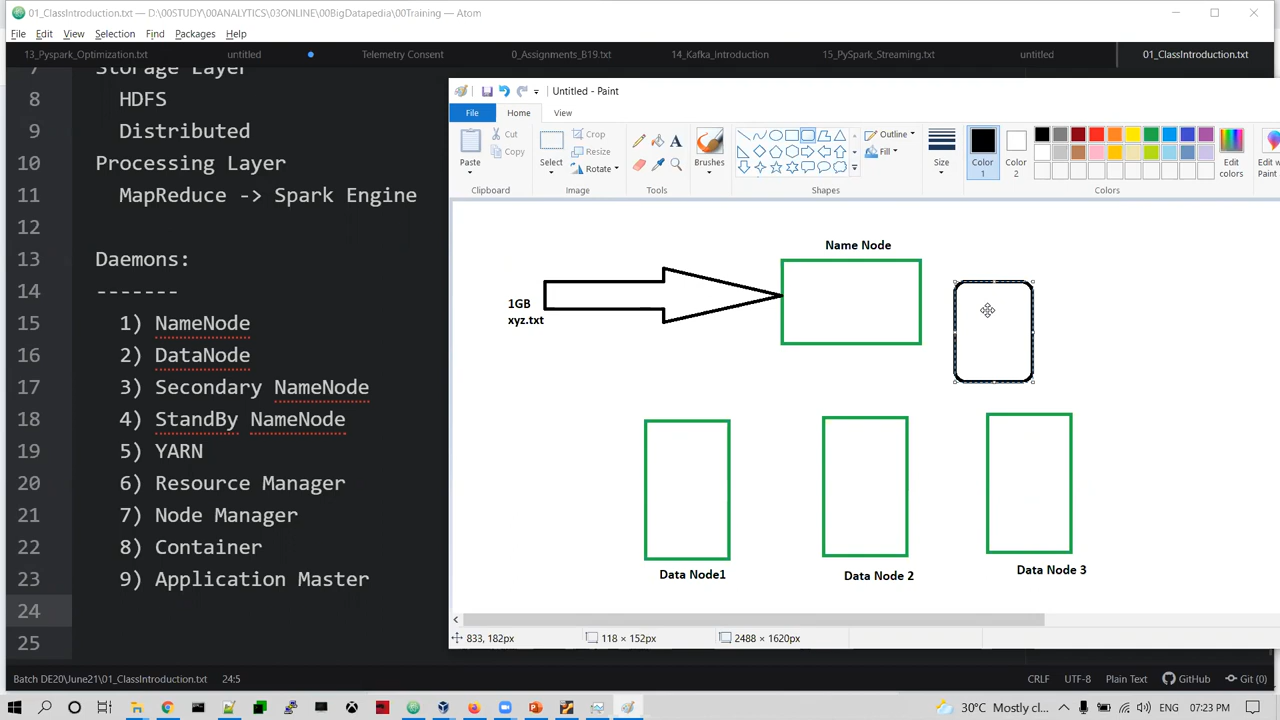 01_ClassIntroduction.txt — D:\00STUDY\00ANALYTICS\03ONLINE\00BigDatapedia\00Training — Atom
File Edit View Selection Find Packages Help
13_Pyspark_Optimization.txt untitled Telemetry Consent 0_Assignments_B19.txt 14_Kafka_Introduction 15_PySpark_Streaming.txt untitled 01_ClassIntroduction.txt
7 Storage Layer
8 HDFS
9 Distributed
10 Processing Layer
11 MapReduce -> Spark Engine
12
13 Daemons:
14 -------
15 1) NameNode
16 2) DataNode
17 3) Secondary NameNode
18 4) StandBy NameNode
19 5) YARN
20 6) Resource Manager
21 7) Node Manager
22 8) Container
23 9) Application Master
24
25
Untitled - Paint
File Home View
Paste
Cut
Copy
Clipboard
Select
Crop
Resize
Rotate
Image
A
Tools
Brushes
Outline
Fill
Shapes
Size
Color 1
Color 2
Edit colors
Colors
Edit w
Paint
Name Node
1GB
xyz.txt
Data Node1
Data Node 2
Data Node 3
833, 182px 118 × 152px 2488 × 1620px
Batch DE20\June21\01_ClassIntroduction.txt 24:5 CRLF UTF-8 Plain Text GitHub Git (0)
30°C Mostly cl... 07:23 PM